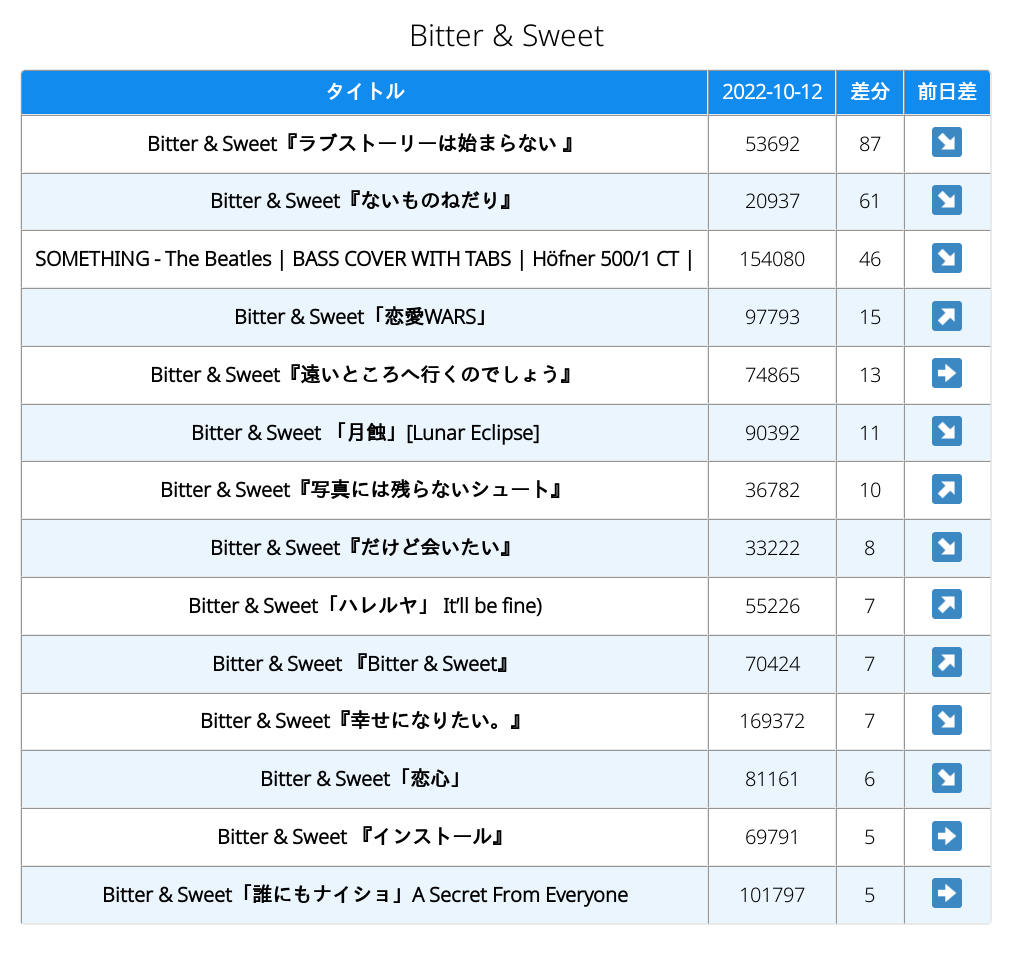 Bitter & Sweet
タイトル 2022-10-12 差分 前日差
Bitter & Sweet『ラブストーリーは始まらない 』 53692 87 ↘
Bitter & Sweet『ないものねだり』 20937 61 ↘
SOMETHING - The Beatles | BASS COVER WITH TABS | Höfner 500/1 CT | 154080 46 ↘
Bitter & Sweet「恋愛WARS」 97793 15 ↗
Bitter & Sweet『遠いところへ行くのでしょう』 74865 13 ➡
Bitter & Sweet 「月蝕」[Lunar Eclipse] 90392 11 ↘
Bitter & Sweet『写真には残らないシュート』 36782 10 ↗
Bitter & Sweet『だけど会いたい』 33222 8 ↘
Bitter & Sweet「ハレルヤ」 It’ll be fine) 55226 7 ↗
Bitter & Sweet 『Bitter & Sweet』 70424 7 ↗
Bitter & Sweet『幸せになりたい。』 169372 7 ↘
Bitter & Sweet「恋心」 81161 6 ↘
Bitter & Sweet 『インストール』 69791 5 ➡
Bitter & Sweet「誰にもナイショ」A Secret From Everyone 101797 5 ➡